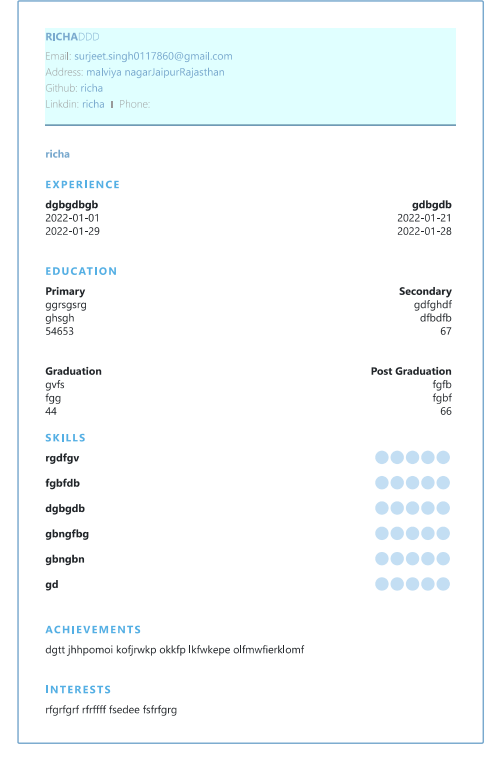 RICHADDD
Email: surjeet.singh0117860@gmail.com
Address: malviya nagarJaipurRajasthan
Github: richa
Linkdin: richa I Phone:
richa
EXPERIENCE
dgbgdbgb gdbgdb
2022-01-01 2022-01-21
2022-01-29 2022-01-28
EDUCATION
Primary Secondary
ggrsgsrg gdfghdf
ghsgh dfbdfb
54653 67
Graduation Post Graduation
gvfs fgfb
fgg fgbf
44 66
SKILLS
rgdfgv
fgbfdb
dgbgdb
gbngfbg
gbngbn
gd
ACHIEVEMENTS
dgtt jhhpomoi kofjrwkp okkfp lkfwkepe olfmwfierklomf
INTERESTS
rfgrfgrf rfrffff fsedee fsfrfgrg